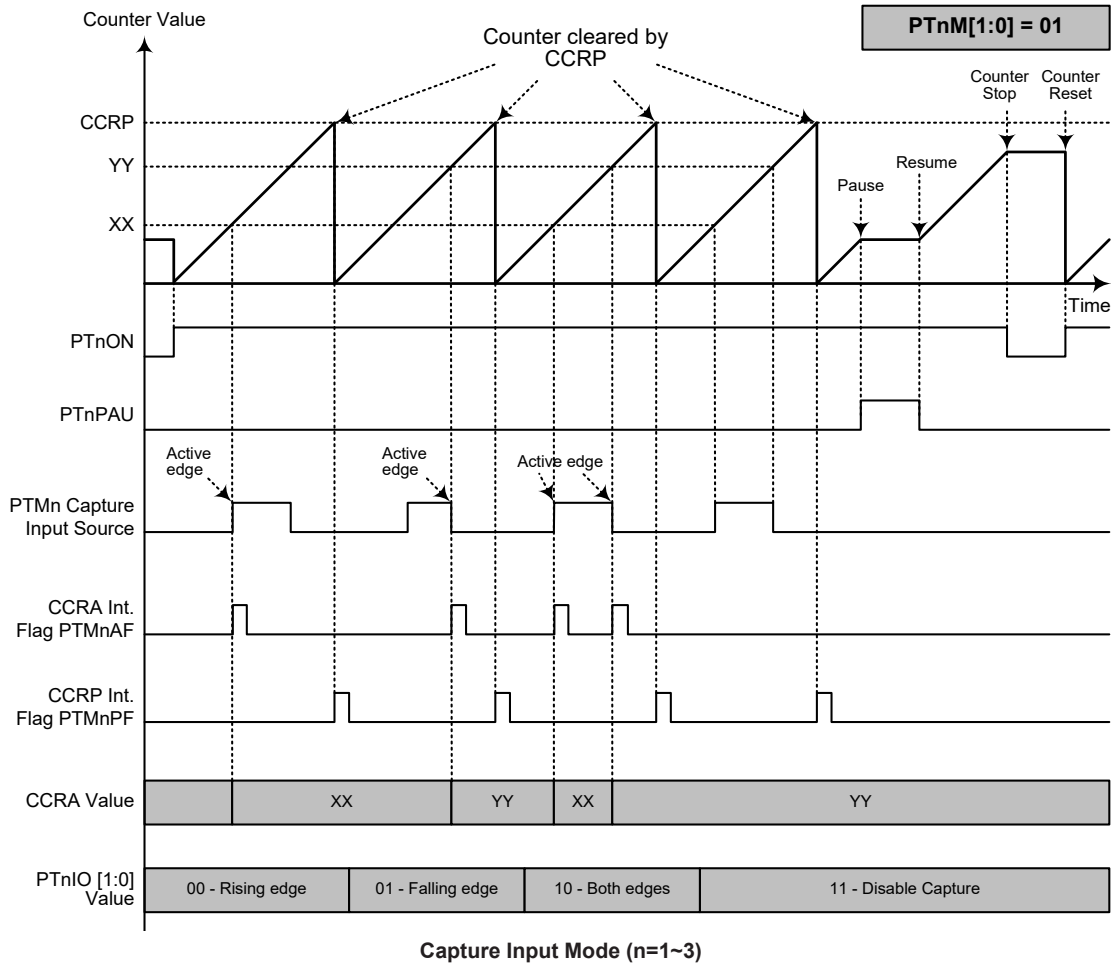 Counter Value
PTnM[1:0] = 01
Counter cleared by
CCRP
Counter
Stop
Counter
Reset
CCRP
YY
Resume
Pause
XX
Time
PTnON
PTnPAU
Active
edge
Active
edge
Active edge
PTMn Capture
Input Source
CCRA Int.
Flag PTMnAF
CCRP Int.
Flag PTMnPF
CCRA Value
XX
YY
XX
YY
PTnIO [1:0]
Value
00 - Rising edge
01 - Falling edge
10 - Both edges
11 - Disable Capture
Capture Input Mode (n=1~3)